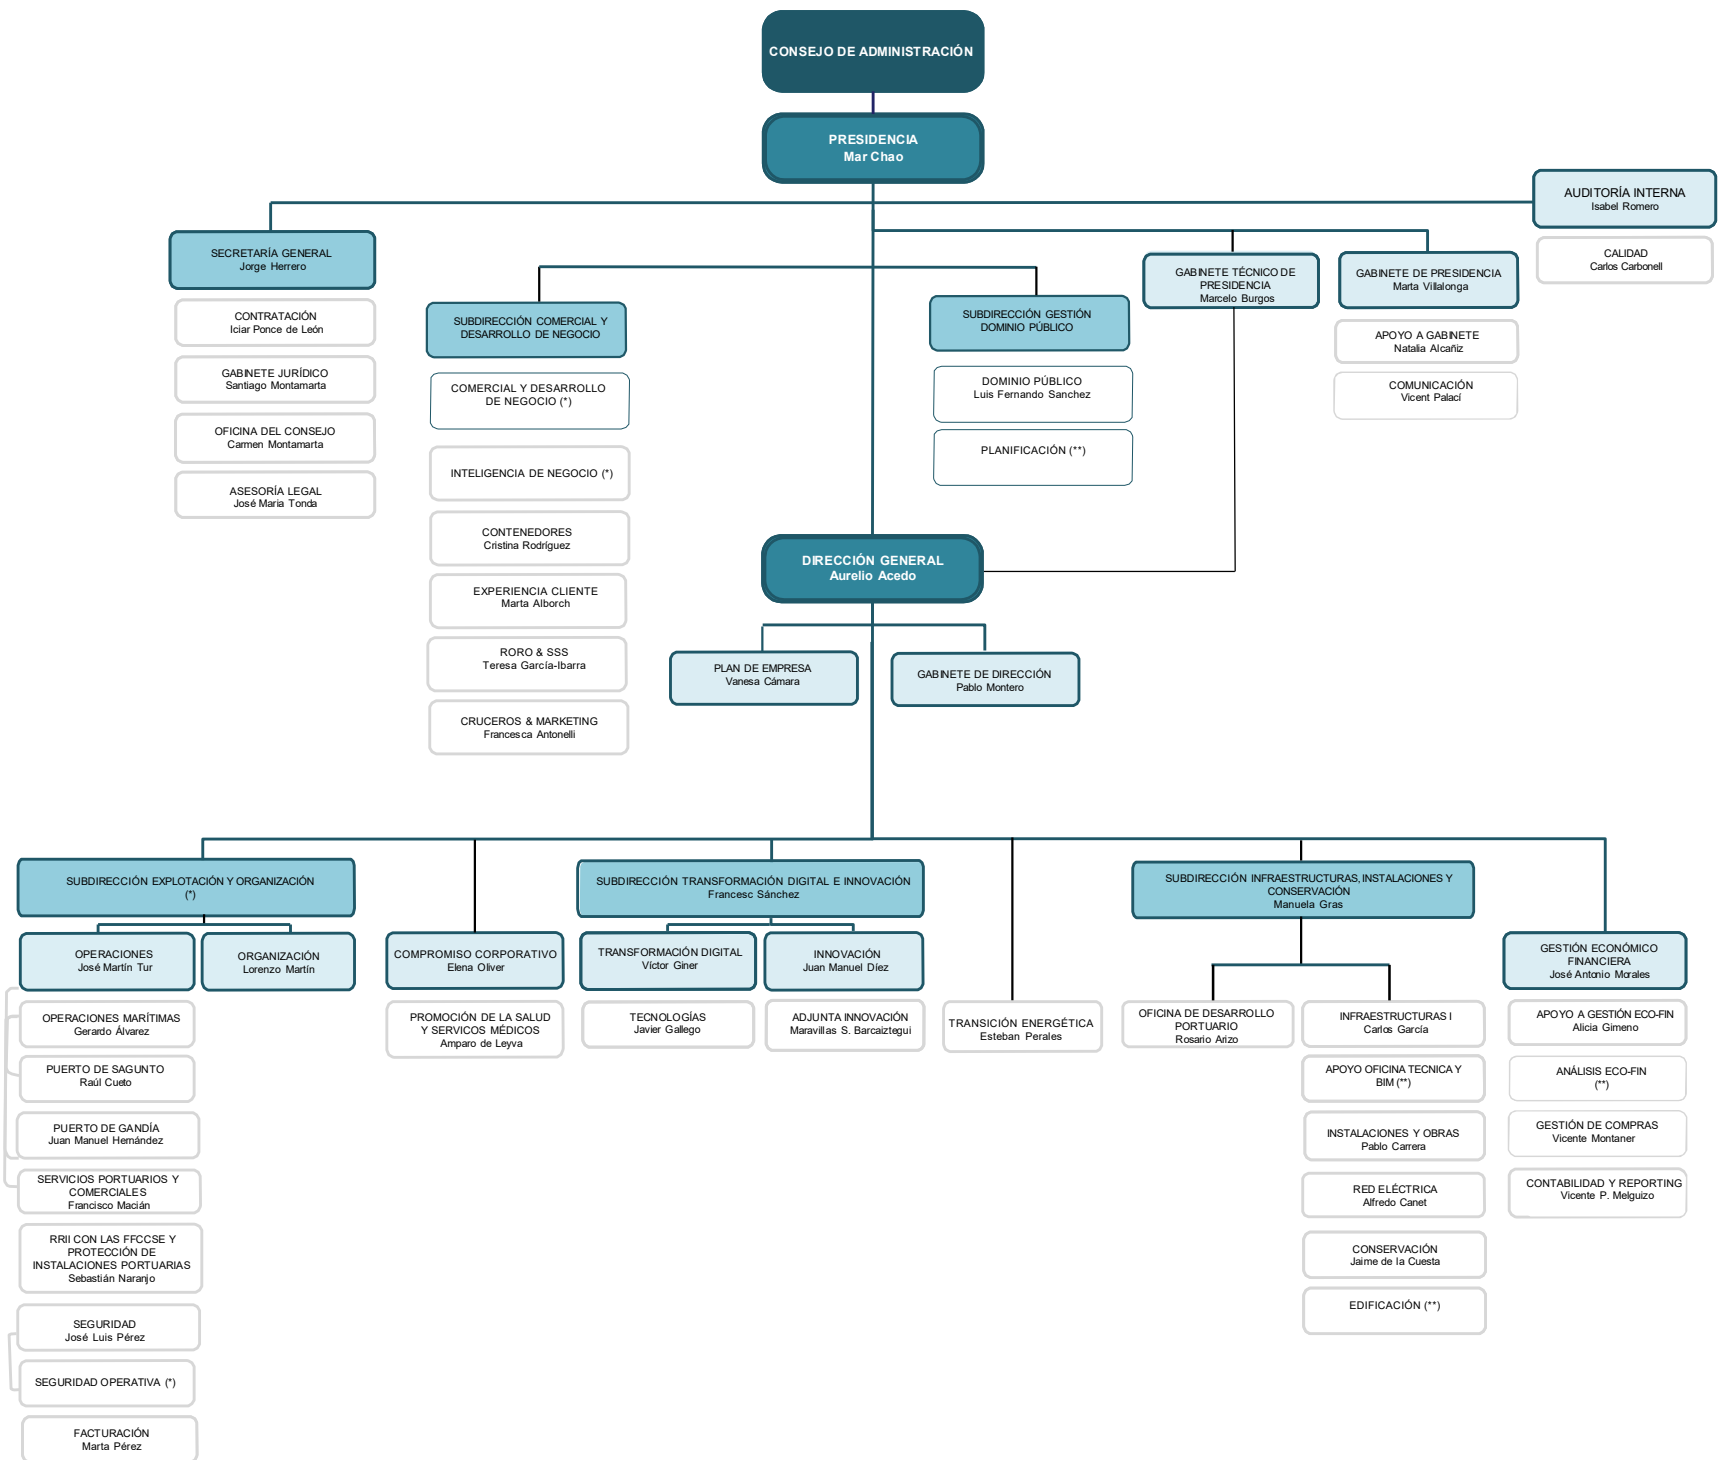 CONSEJO DE ADMINISTRACIÓN
PRESIDENCIA
Mar Chao
AUDITORÍA INTERNA
Isabel Romero
CALIDAD
Carlos Carbonell
SECRETARÍA GENERAL
Jorge Herrero
CONTRATACIÓN
Iciar Ponce de León
GABINETE JURÍDICO
Santiago Montamarta
OFICINA DEL CONSEJO
Carmen Montamarta
ASESORÍA LEGAL
José Maria Tonda
SUBDIRECCIÓN COMERCIAL Y
DESARROLLO DE NEGOCIO
COMERCIAL Y DESARROLLO
DE NEGOCIO (*)
INTELIGENCIA DE NEGOCIO (*)
CONTENEDORES
Cristina Rodríguez
EXPERIENCIA CLIENTE
Marta Alborch
RORO & SSS
Teresa García-Ibarra
CRUCEROS & MARKETING
Francesca Antonelli
SUBDIRECCIÓN GESTIÓN
DOMINIO PÚBLICO
DOMINIO PÚBLICO
Luis Fernando Sanchez
PLANIFICACIÓN (**)
GABINETE TÉCNICO DE
PRESIDENCIA
Marcelo Burgos
GABINETE DE PRESIDENCIA
Marta Villalonga
APOYO A GABINETE
Natalia Alcañiz
COMUNICACIÓN
Vicent Palací
DIRECCIÓN GENERAL
Aurelio Acedo
PLAN DE EMPRESA
Vanesa Cámara
GABINETE DE DIRECCIÓN
Pablo Montero
SUBDIRECCIÓN EXPLOTACIÓN Y ORGANIZACIÓN
(*)
OPERACIONES
José Martín Tur
ORGANIZACIÓN
Lorenzo Martín
OPERACIONES MARÍTIMAS
Gerardo Álvarez
PUERTO DE SAGUNTO
Raúl Cueto
PUERTO DE GANDÍA
Juan Manuel Hernández
SERVICIOS PORTUARIOS Y
COMERCIALES
Francisco Macián
RRII CON LAS FFCCSE Y
PROTECCIÓN DE
INSTALACIONES PORTUARIAS
Sebastián Naranjo
SEGURIDAD
José Luis Pérez
SEGURIDAD OPERATIVA (*)
FACTURACIÓN
Marta Pérez
COMPROMISO CORPORATIVO
Elena Oliver
PROMOCIÓN DE LA SALUD
Y SERVICOS MÉDICOS
Amparo de Leyva
SUBDIRECCIÓN TRANSFORMACIÓN DIGITAL E INNOVACIÓN
Francesc Sánchez
TRANSFORMACIÓN DIGITAL
Víctor Giner
INNOVACIÓN
Juan Manuel Díez
TECNOLOGÍAS
Javier Gallego
ADJUNTA INNOVACIÓN
Maravillas S. Barcaiztegui
TRANSICIÓN ENERGÉTICA
Esteban Perales
SUBDIRECCIÓN INFRAESTRUCTURAS, INSTALACIONES Y
CONSERVACIÓN
Manuela Gras
OFICINA DE DESARROLLO
PORTUARIO
Rosario Arizo
INFRAESTRUCTURAS I
Carlos García
APOYO OFICINA TECNICA Y
BIM (**)
INSTALACIONES Y OBRAS
Pablo Carrera
RED ELÉCTRICA
Alfredo Canet
CONSERVACIÓN
Jaime de la Cuesta
EDIFICACIÓN (**)
GESTIÓN ECONÓMICO
FINANCIERA
José Antonio Morales
APOYO A GESTIÓN ECO-FIN
Alicia Gimeno
ANÁLISIS ECO-FIN
(**)
GESTIÓN DE COMPRAS
Vicente Montaner
CONTABILIDAD Y REPORTING
Vicente P. Melguizo